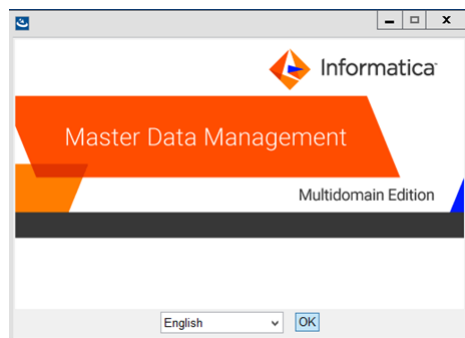 Informatica
Master Data Management
Multidomain Edition
English
OK